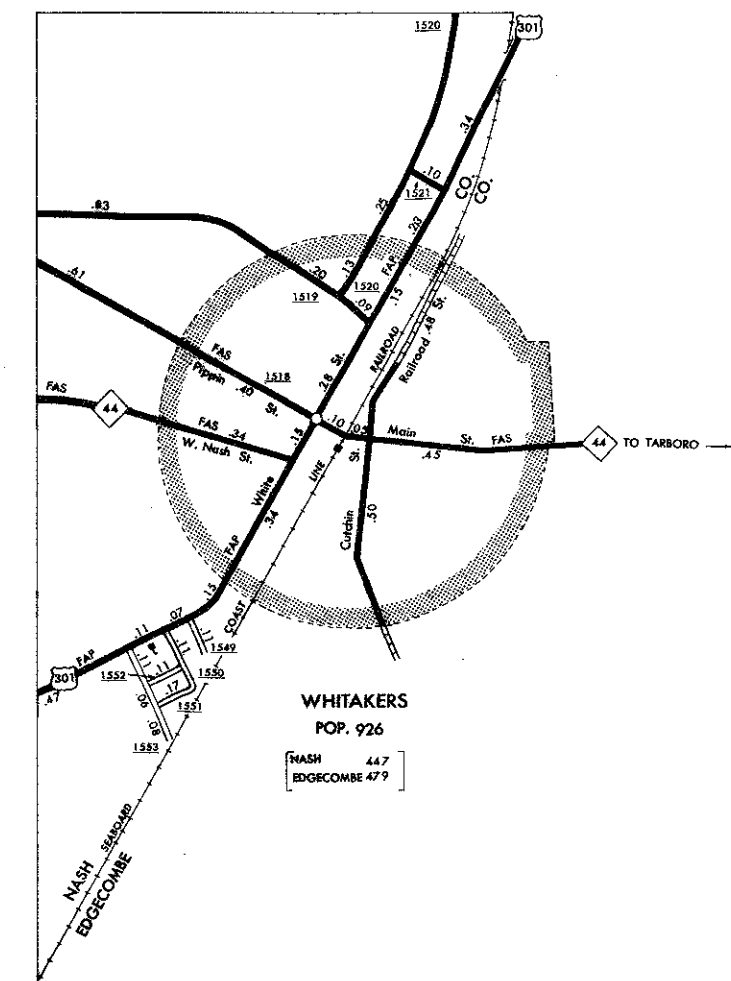 1520
301
.34
.10
1521
CO.
CO.
.25
.83
.23
FAP
.20
.13
1520
1519
.09
.15
.61
RAILROAD
Railroad .48 St.
FAS
1518
.28 St.
Pippin .40 St.
FAS
44
FAS
.34
W. Nash St.
.15
.10
.05
Main St. FAS
.45
44 TO TARBORO
St.
LINE
White
.34
.50
Cutchin
FAP
.15
COAST
.07
.11
.11
1549
FAP
.11
.11
.11
1552
1550
301
.17
.47
1551
.06
.08
1553
WHITAKERS
POP. 926
NASH 447
EDGECOMBE 479
SEABOARD
NASH
EDGECOMBE